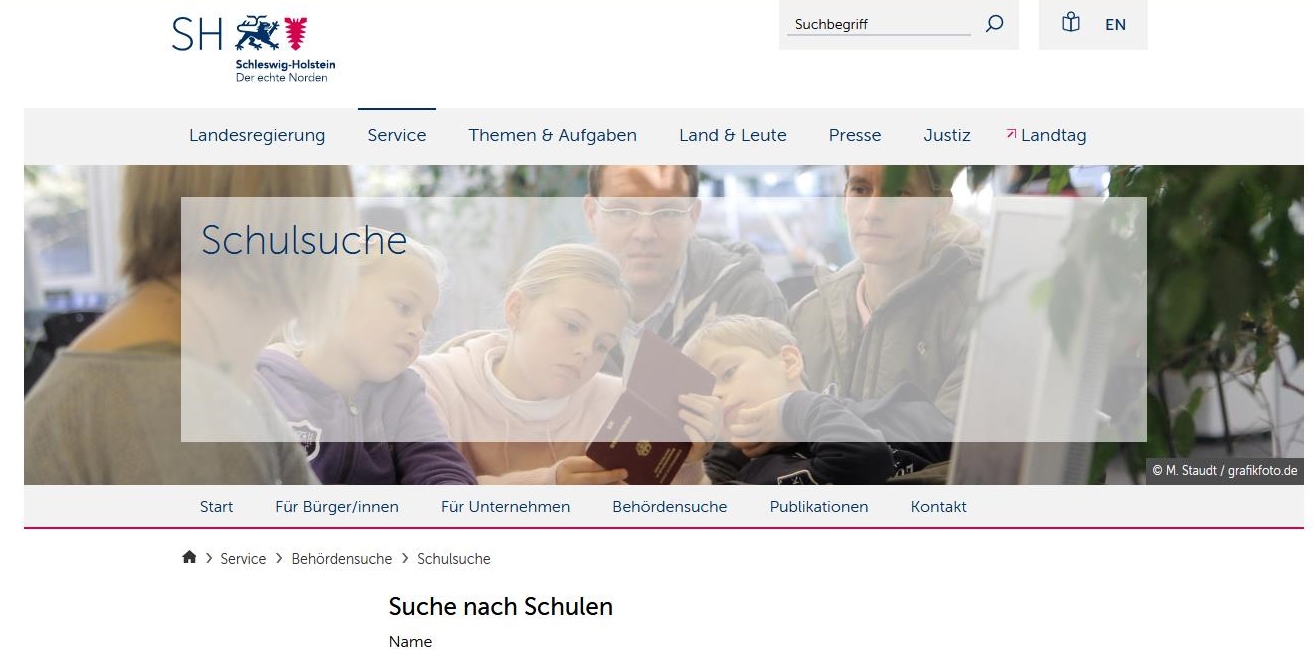 SH
Schleswig-Holstein
Der echte Norden
Suchbegriff
EN
Landesregierung Service Themen & Aufgaben Land & Leute Presse Justiz Landtag
Schulsuche
© M. Staudt / grafikfoto.de
Start Für Bürger/innen Für Unternehmen Behördensuche Publikationen Kontakt
Service Behördensuche Schulsuche
Suche nach Schulen
Name